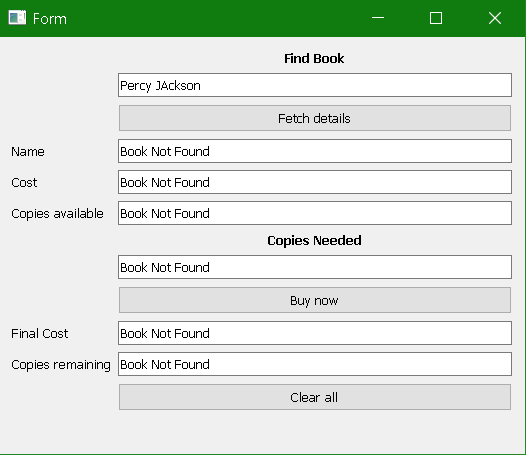 Form
Find Book
Percy JAckson
Fetch details
Name Book Not Found
Cost Book Not Found
Copies available Book Not Found
Copies Needed
Book Not Found
Buy now
Final Cost Book Not Found
Copies remaining Book Not Found
Clear all